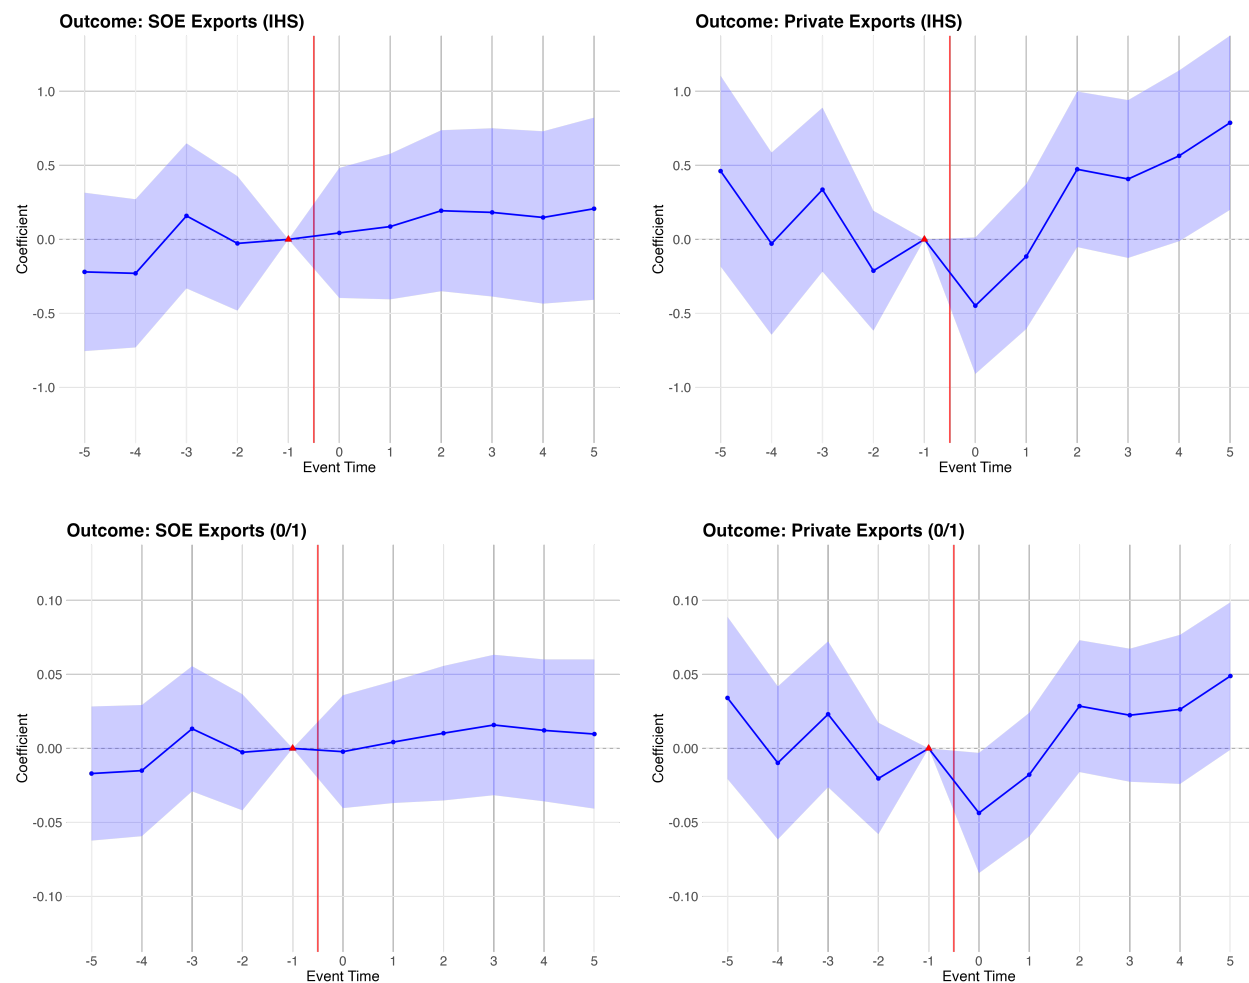 Outcome: SOE Exports (IHS)
Coefficient
1.0
0.5
0.0
-0.5
-1.0
-5 -4 -3 -2 -1 0 1 2 3 4 5
Event Time
Outcome: Private Exports (IHS)
Coefficient
1.0
0.5
0.0
-0.5
-1.0
-5 -4 -3 -2 -1 0 1 2 3 4 5
Event Time
Outcome: SOE Exports (0/1)
Coefficient
0.10
0.05
0.00
-0.05
-0.10
-5 -4 -3 -2 -1 0 1 2 3 4 5
Event Time
Outcome: Private Exports (0/1)
Coefficient
0.10
0.05
0.00
-0.05
-0.10
-5 -4 -3 -2 -1 0 1 2 3 4 5
Event Time